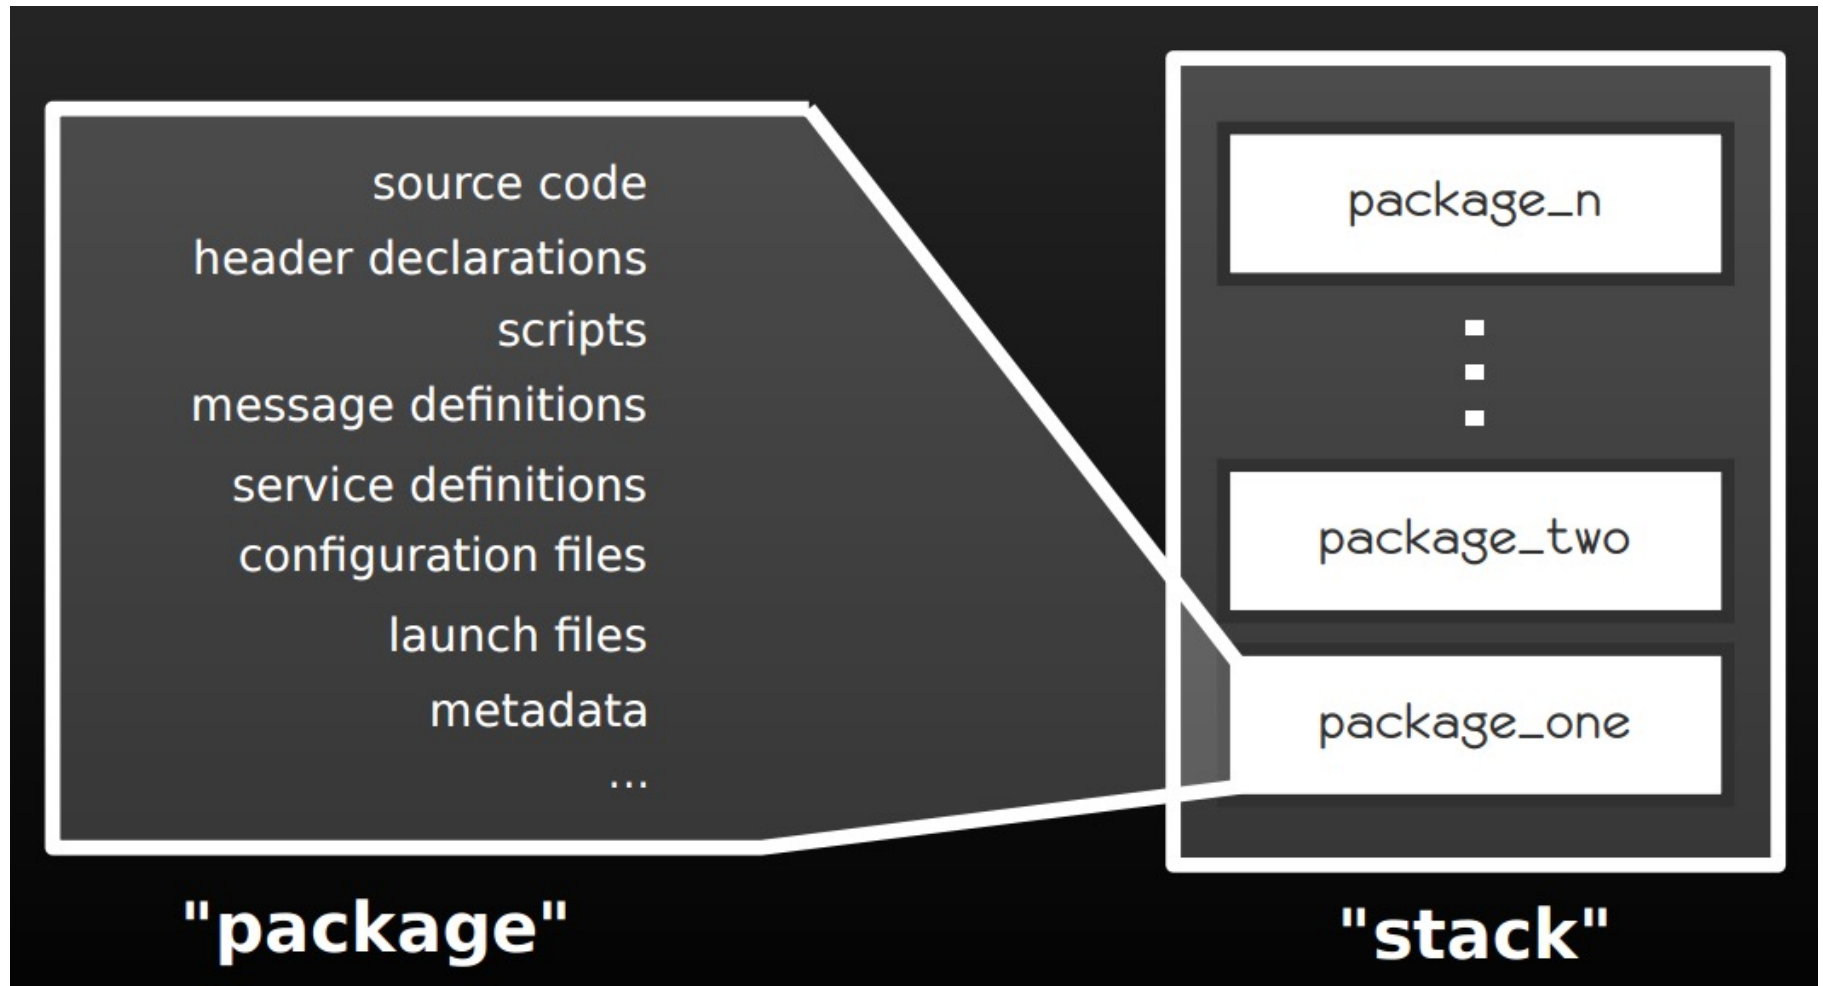 source code
header declarations
scripts
message definitions
service definitions
configuration files
launch files
metadata
...
"package"
package_n
package_two
package_one
"stack"